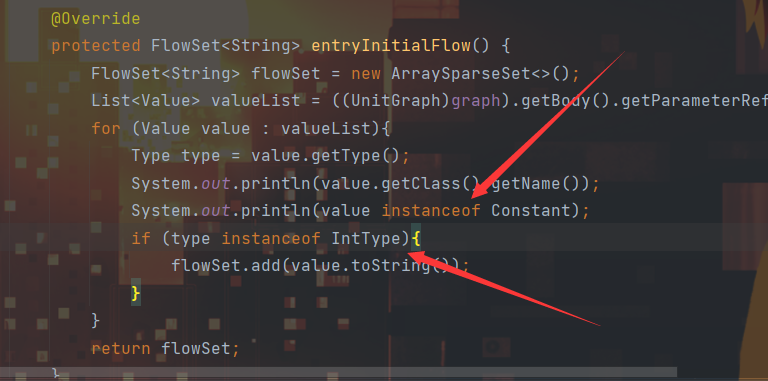 @Override
protected FlowSet<String> entryInitialFlow() {
FlowSet<String> flowSet = new ArraySparseSet<>();
List<Value> valueList = ((UnitGraph)graph).getBody().getParameterRef
for (Value value : valueList){
Type type = value.getType();
System.out.println(value.getClass().getName());
System.out.println(value instanceof Constant);
if (type instanceof IntType){
flowSet.add(value.toString());
}
}
return flowSet;
}